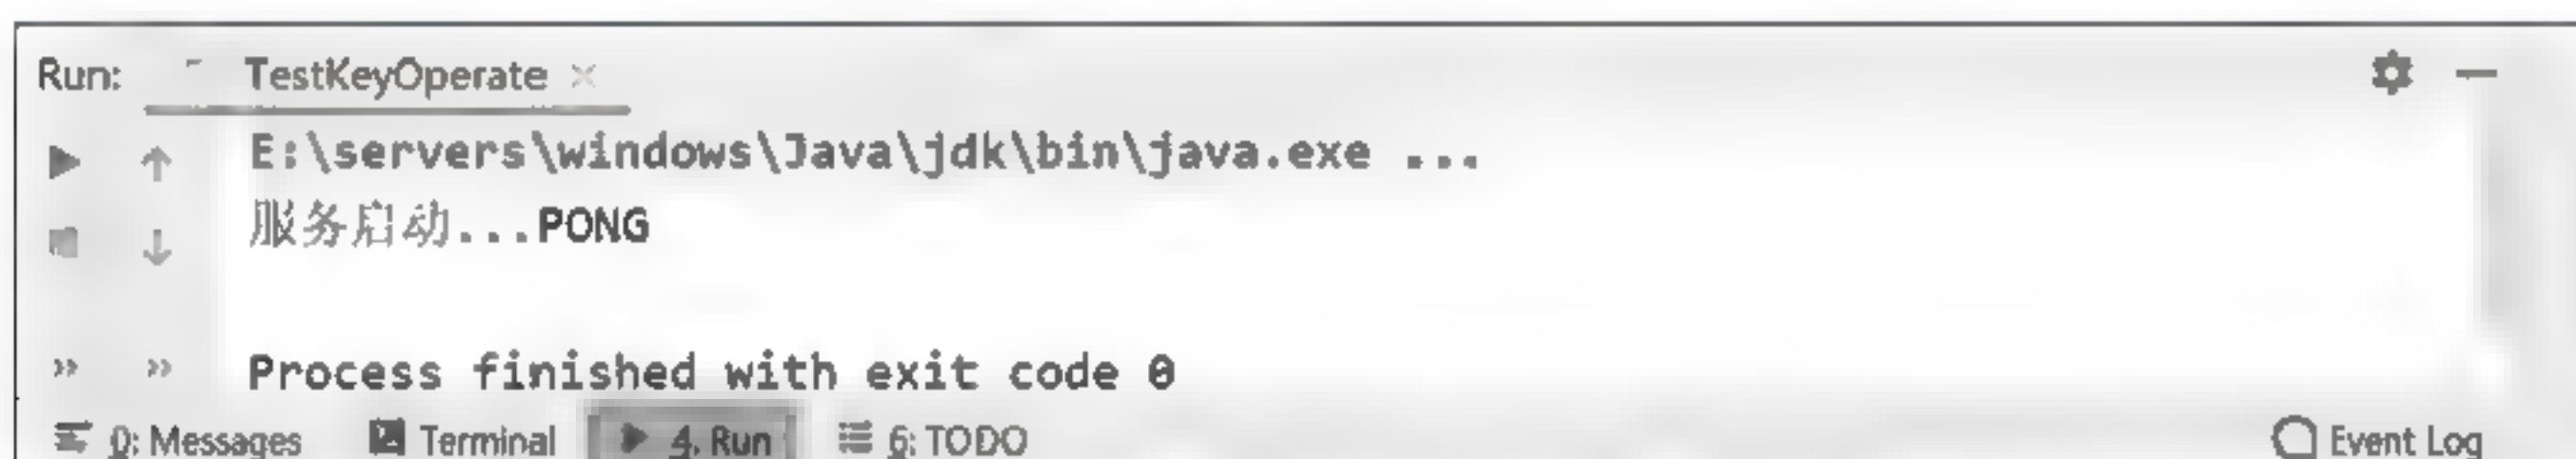 Run: TestKeyOperate ×
E:\servers\windows\Java\jdk\bin\java.exe ...
服务启动...PONG
Process finished with exit code 0
0: Messages Terminal 4. Run 6: TODO Event Log